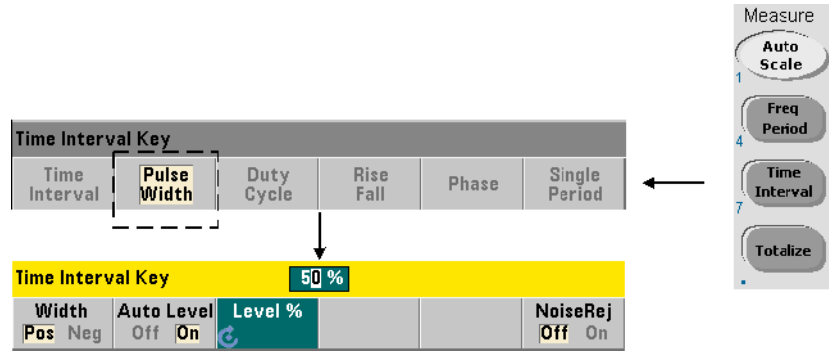 Measure
Auto
Scale
1
Freq
Period
4
Time
Interval
7
Totalize
.
Time Interval Key
Time
Interval
Pulse
Width
Duty
Cycle
Rise
Fall
Phase
Single
Period
Time Interval Key
50 %
Width
Pos Neg
Auto Level
Off On
Level %
NoiseRej
Off On